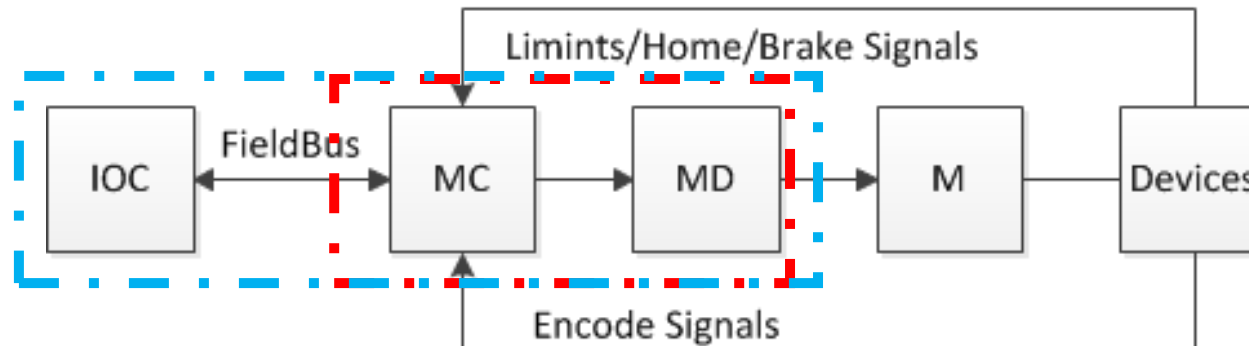 Limints/Home/Brake Signals
FieldBus
IOC
MC
MD
M
Devices
Encode Signals